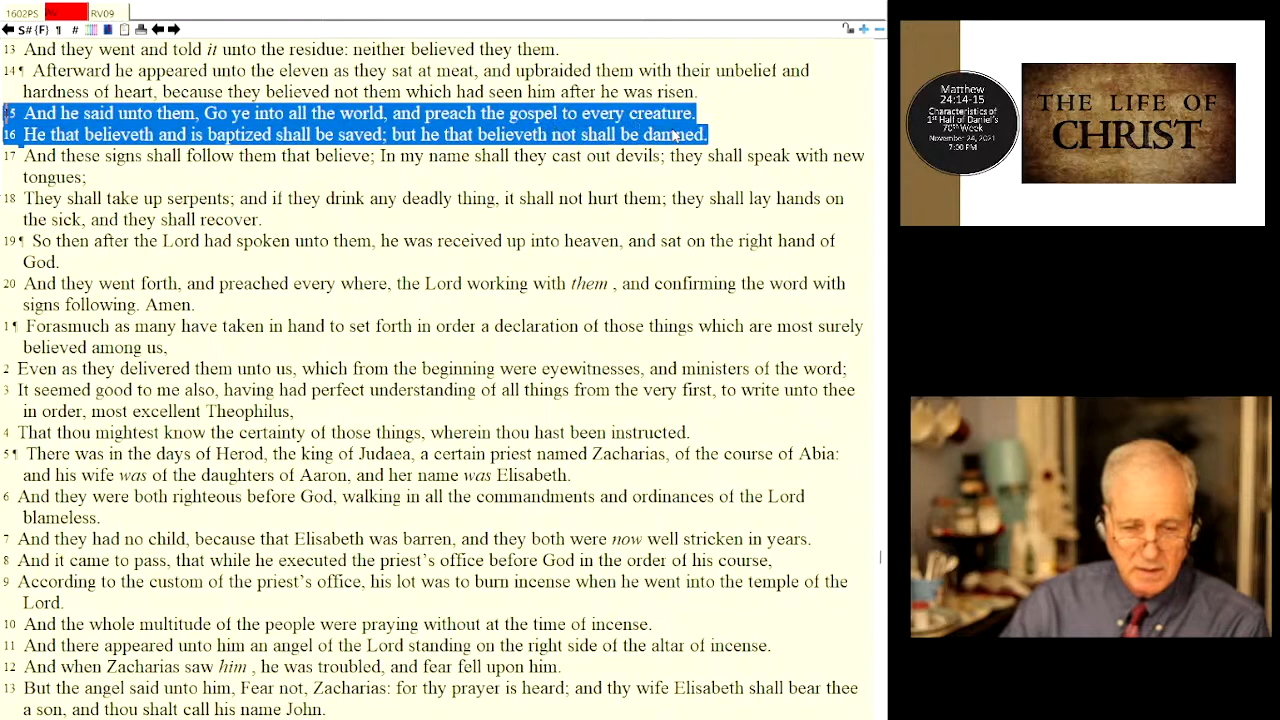 1602PS RV09
S# {F} ¶ #
13 And they went and told it unto the residue: neither believed they them.
14 ¶ Afterward he appeared unto the eleven as they sat at meat, and upbraided them with their unbelief and
hardness of heart, because they believed not them which had seen him after he was risen.
15 And he said unto them, Go ye into all the world, and preach the gospel to every creature.
16 He that believeth and is baptized shall be saved; but he that believeth not shall be damned.
17 And these signs shall follow them that believe; In my name shall they cast out devils; they shall speak with new
tongues;
18 They shall take up serpents; and if they drink any deadly thing, it shall not hurt them; they shall lay hands on
the sick, and they shall recover.
19 ¶ So then after the Lord had spoken unto them, he was received up into heaven, and sat on the right hand of
God.
20 And they went forth, and preached every where, the Lord working with them , and confirming the word with
signs following. Amen.
1 ¶ Forasmuch as many have taken in hand to set forth in order a declaration of those things which are most surely
believed among us,
2 Even as they delivered them unto us, which from the beginning were eyewitnesses, and ministers of the word;
3 It seemed good to me also, having had perfect understanding of all things from the very first, to write unto thee
in order, most excellent Theophilus,
4 That thou mightest know the certainty of those things, wherein thou hast been instructed.
5 ¶ There was in the days of Herod, the king of Judaea, a certain priest named Zacharias, of the course of Abia:
and his wife was of the daughters of Aaron, and her name was Elisabeth.
6 And they were both righteous before God, walking in all the commandments and ordinances of the Lord
blameless.
7 And they had no child, because that Elisabeth was barren, and they both were now well stricken in years.
8 And it came to pass, that while he executed the priest's office before God in the order of his course,
9 According to the custom of the priest's office, his lot was to burn incense when he went into the temple of the
Lord.
10 And the whole multitude of the people were praying without at the time of incense.
11 And there appeared unto him an angel of the Lord standing on the right side of the altar of incense.
12 And when Zacharias saw him , he was troubled, and fear fell upon him.
13 But the angel said unto him, Fear not, Zacharias: for thy prayer is heard; and thy wife Elisabeth shall bear thee
a son, and thou shalt call his name John.
Matthew
24:14-15
Characteristics of
1st Half of Daniel's
70th Week
November 24, 2021
7:00 PM
THE LIFE OF
CHRIST